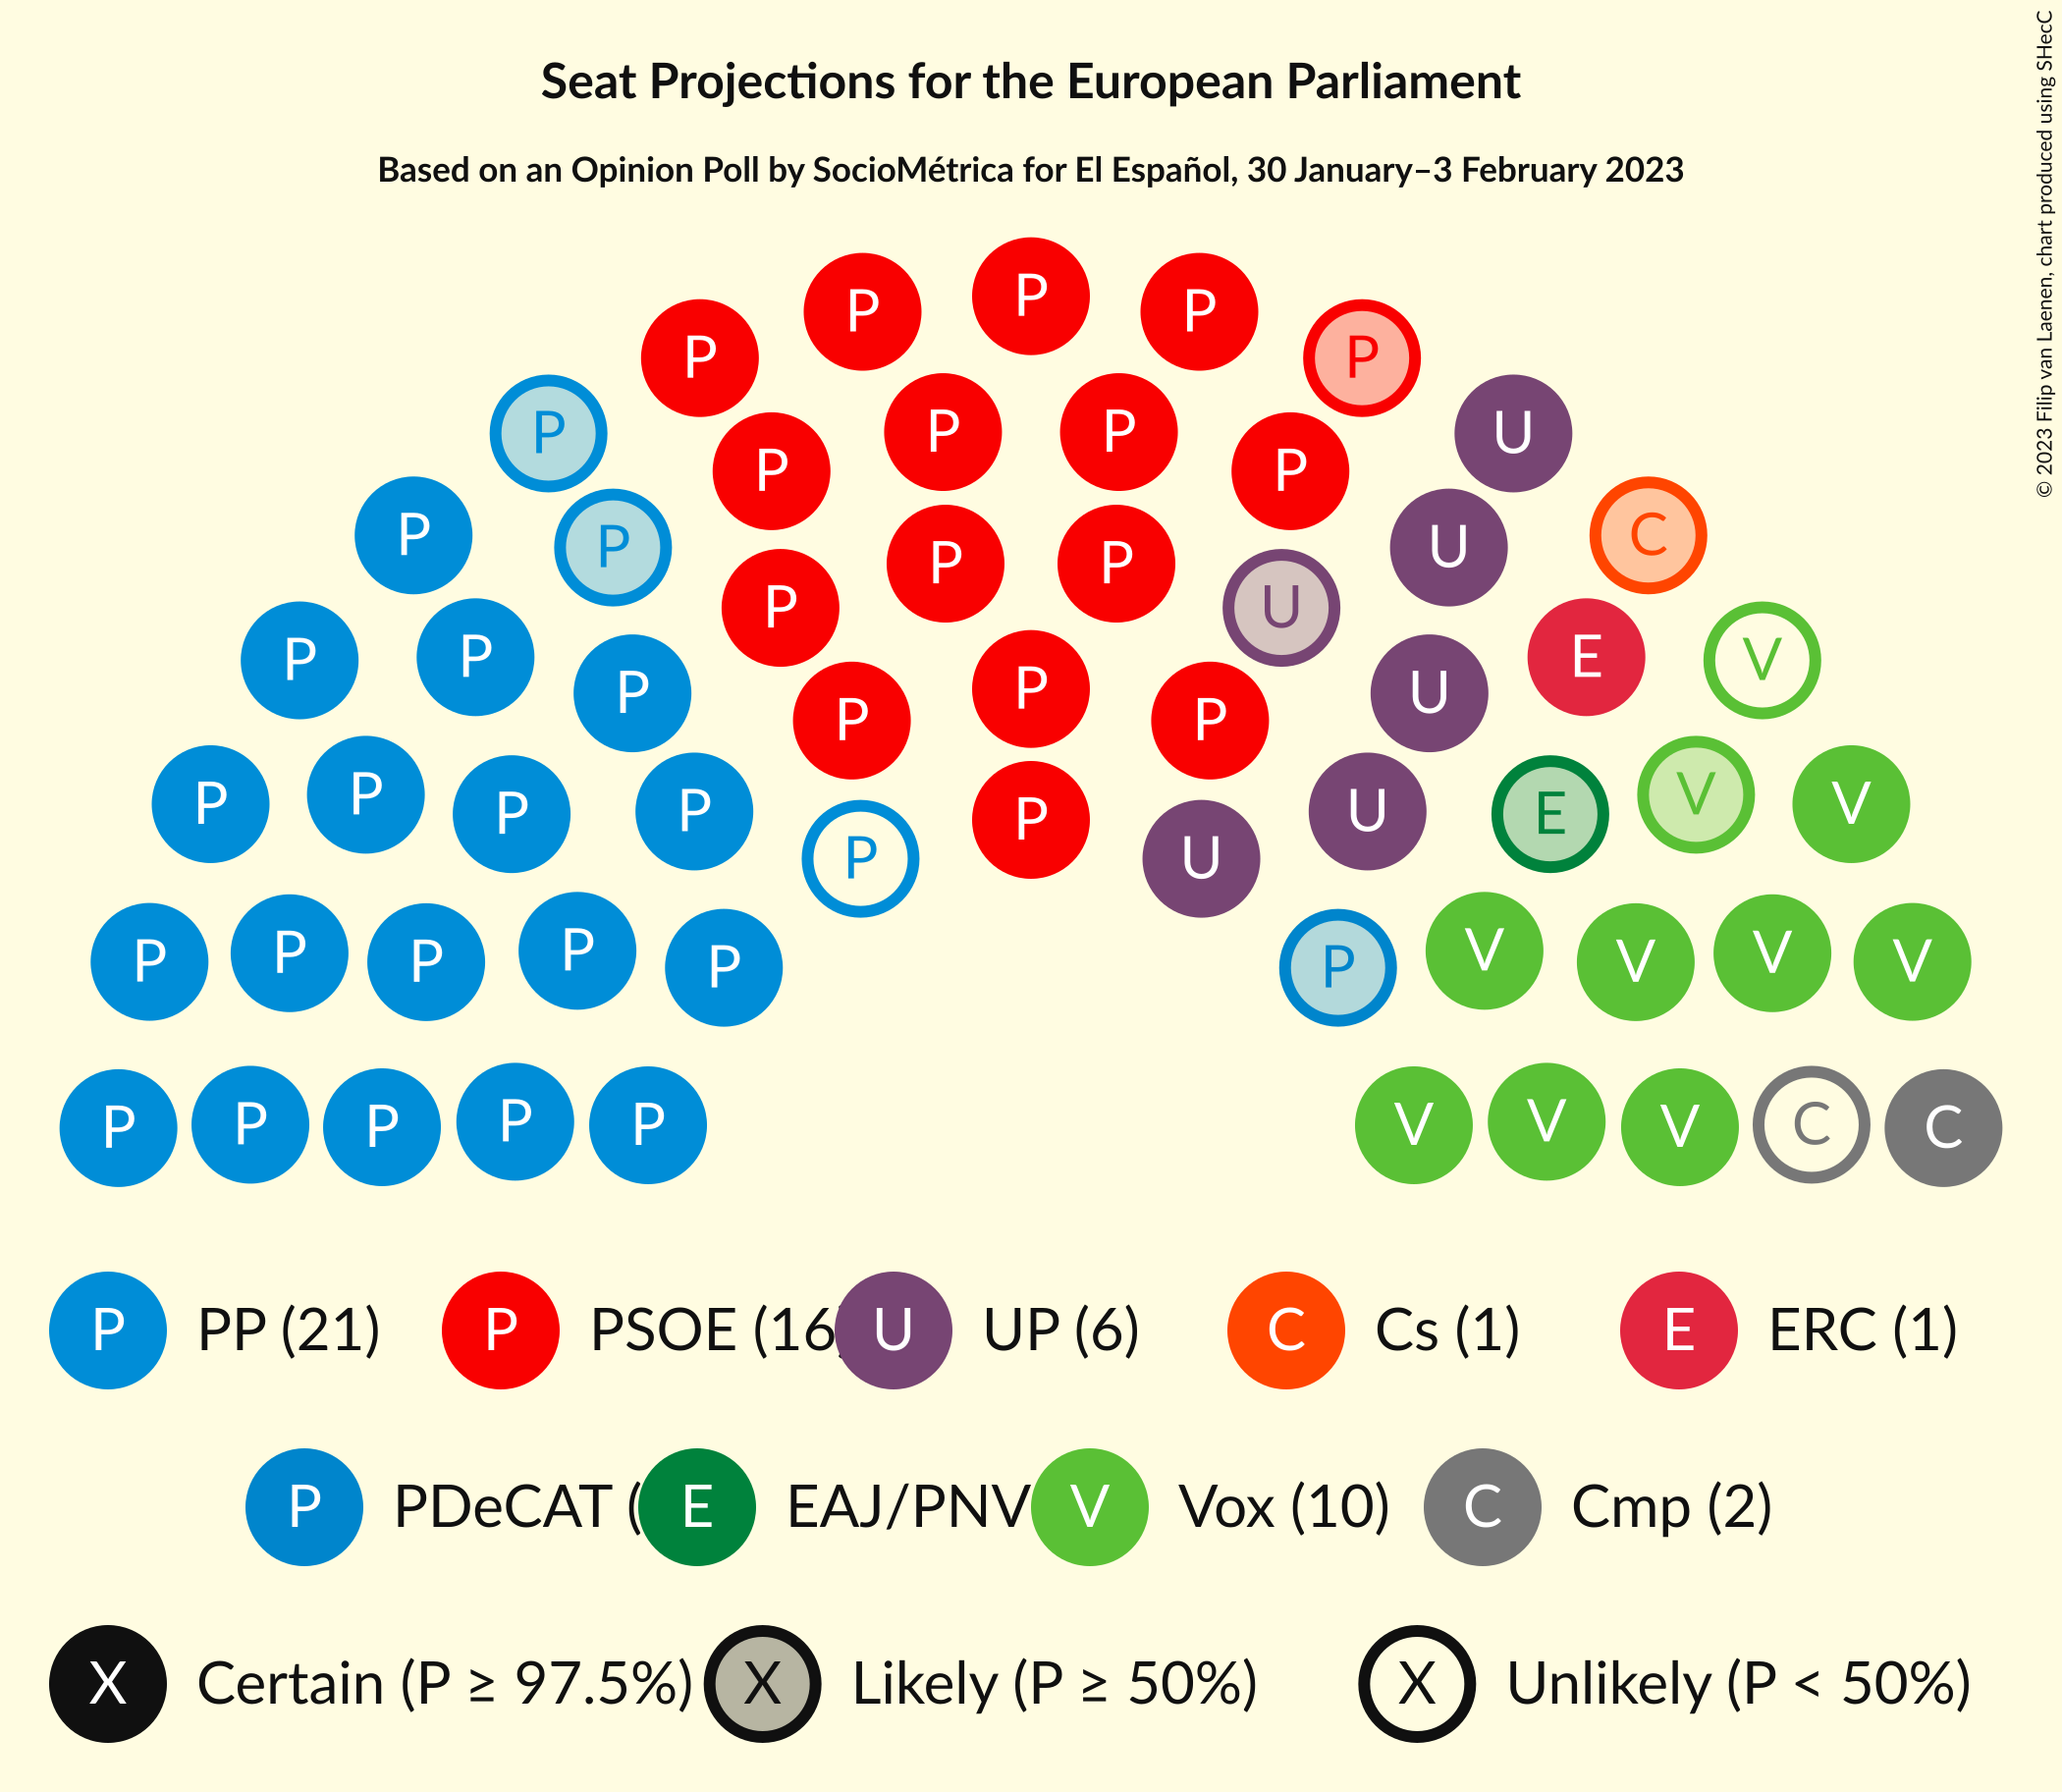 Seat Projections for the European Parliament
Based on an Opinion Poll by SocioMétrica for El Español, 30 January–3 February 2023
© 2023 Filip van Laenen, chart produced using SHecC
P
P P
P P
P P P P
P P
P P U
U
P P P U C
P U
P P P E V
P P U
P P
P P P P V V
P P U E
P P U
P P P P P P V V V V
P P P P P V V V C C
P PP (21) P PSOE (16 U UP (6) C Cs (1) E ERC (1)
P PDeCAT ( E EAJ/PNV V Vox (10) C Cmp (2)
X Certain (P ≥ 97.5%) X Likely (P ≥ 50%) X Unlikely (P < 50%)